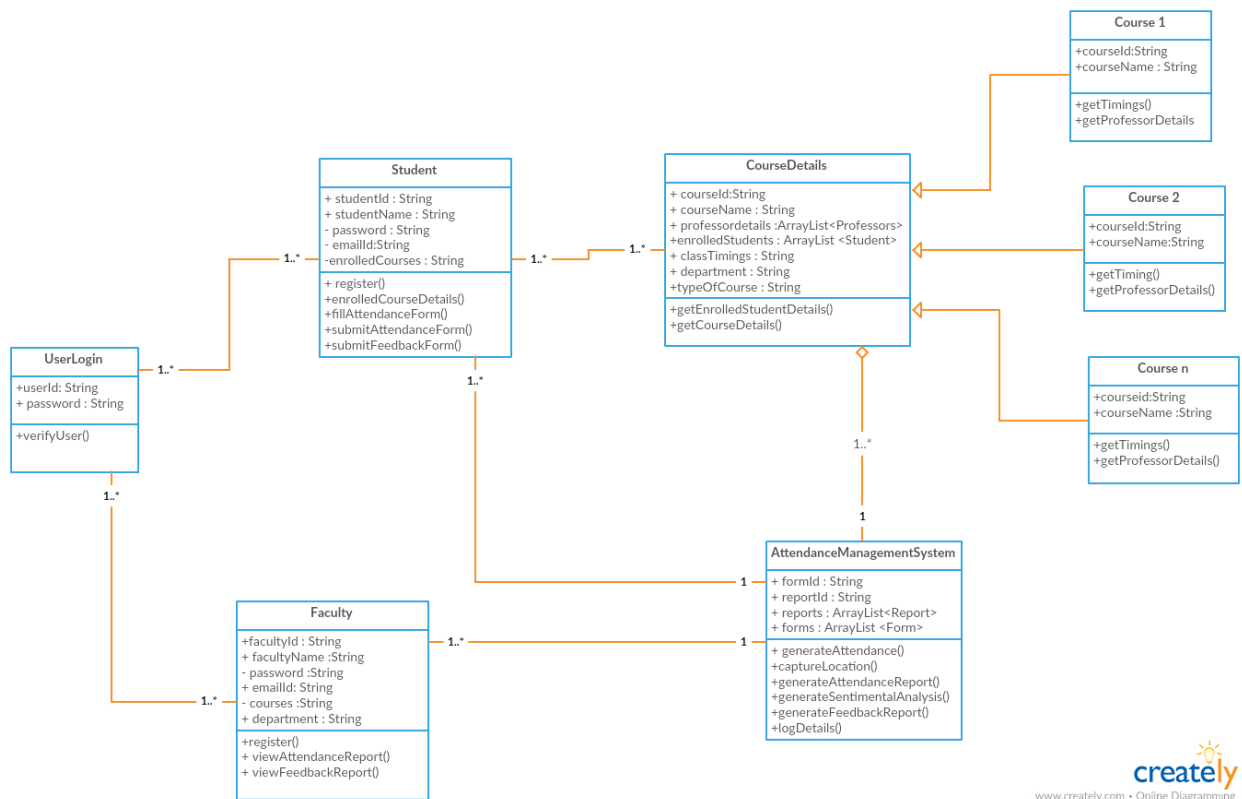 Course 1
+courseId:String
+courseName : String
+getTimings()
+getProfessorDetails
Student
+ studentId : String
+ studentName : String
- password : String
- emailId:String
-enrolledCourses : String
+ register()
+enrolledCourseDetails()
+fillAttendanceForm()
+submitAttendanceForm()
+submitFeedbackForm()
CourseDetails
+ courseId:String
+ courseName : String
+ professordetails :ArrayList<Professors>
+enrolledStudents : ArrayList <Student>
+ classTimings : String
+ department : String
+typeOfCourse : String
+getEnrolledStudentDetails()
+getCourseDetails()
Course 2
+courseId:String
+courseName:String
+getTiming()
+getProfessorDetails()
1..*
1..*
1..*
1..*
UserLogin
+userId: String
+ password : String
+verifyUser()
Course n
+courseid:String
+courseName :String
+getTimings()
+getProfessorDetails()
1..*
1..*
1..*
1
AttendanceManagementSystem
+ formId : String
+ reportId : String
+ reports : ArrayList<Report>
+ forms : ArrayList <Form>
+ generateAttendance()
+captureLocation()
+generateAttendanceReport()
+generateSentimentalAnalysis()
+generateFeedbackReport()
+logDetails()
1
1..*
1
1..*
Faculty
+facultyId : String
+ facultyName :String
- password :String
+ emailId: String
- courses :String
+ department : String
+register()
+ viewAttendanceReport()
+ viewFeedbackReport()
creately
www.creately.com • Online Diagramming